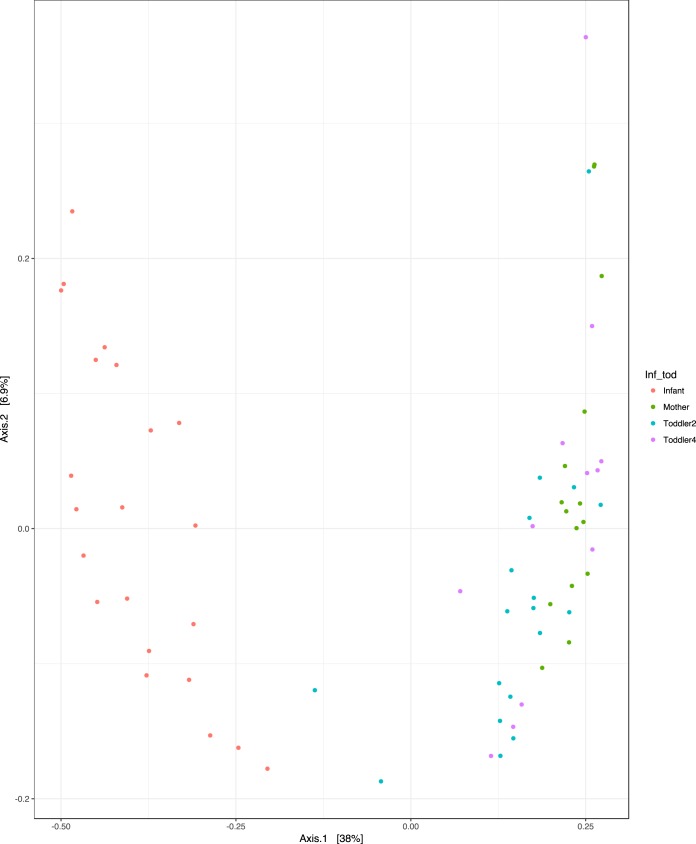 0.2
0.0
-0.2
Axis.2 [6.9%]
-0.50
-0.25
0.00
0.25
Axis.1 [38%]
Inf_tod
Infant
Mother
Toddler2
Toddler4